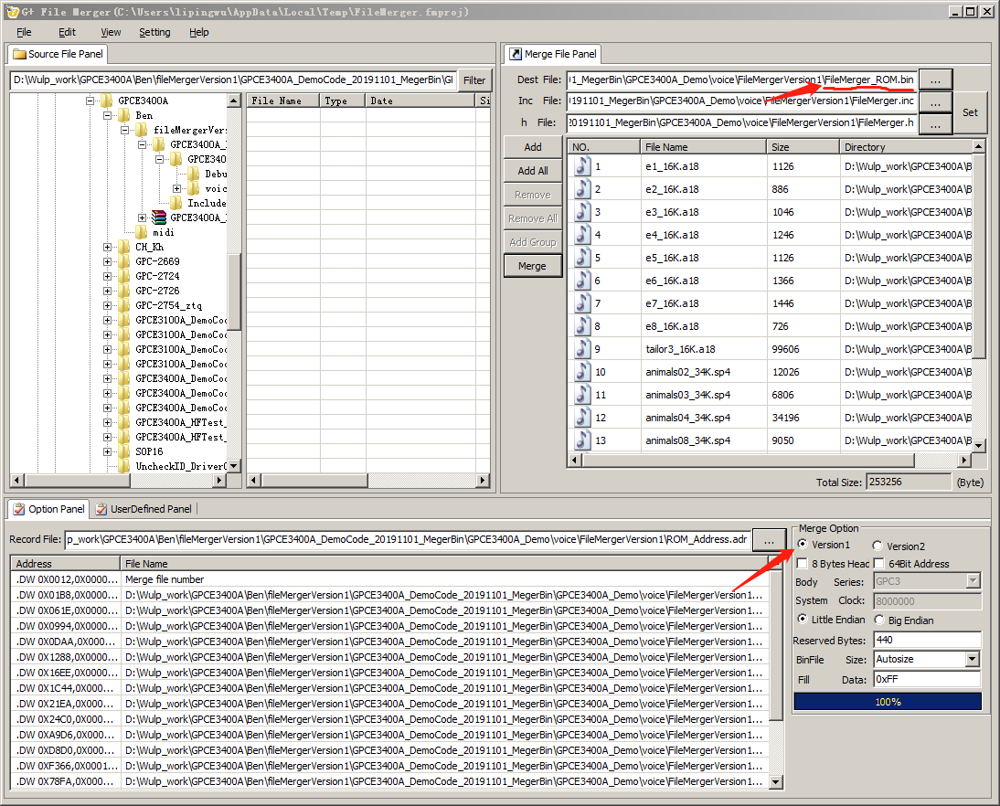 G+ File Merger(C:\Users\lipingwu\AppData\Local\Temp\FileMerger.fmproj)
File Edit View Setting Help
Source File Panel
D:\Wulp_work\GPCE3400A\Ben\fileMergerVersion1\GPCE3400A_DemoCode_20191101_MegerBin\GI Filter
GPCE3400A
Ben
fileMergerVers
GPCE3400A_
GPCE340
Debu
voic
Include
GPCE3400A_
midi
CH_Kh
GPC-2669
GPC-2724
GPC-2726
GPC-2754_ztq
GPCE3100A_DemoCoc
GPCE3100A_DemoCoc
GPCE3100A_DemoCoc
GPCE3400A_DemoCoc
GPCE3400A_DemoCoc
GPCE3400A_DemoCoc
GPCE3400A_DemoCoc
GPCE3400A_HFTest_
GPCE3400A_HFTest_
SOP16
UncheckID_DriverC
File Name Type Date Si
Merge File Panel
Dest File: 01_MegerBin\GPCE3400A_Demo\voice\FileMergerVersion1\FileMerger_ROM.bin ...
Inc File: 0191101_MegerBin\GPCE3400A_Demo\voice\FileMergerVersion1\FileMerger.inc ...
h File: 20191101_MegerBin\GPCE3400A_Demo\voice\FileMergerVersion1\FileMerger.h ...
Set
Add
Add All
Remove
Remove All
Add Group
Merge
NO. File Name Size Directory
1 e1_16K.a18 1126 D:\Wulp_work\GPCE3400A\B
2 e2_16K.a18 886 D:\Wulp_work\GPCE3400A\B
3 e3_16K.a18 1046 D:\Wulp_work\GPCE3400A\B
4 e4_16K.a18 1246 D:\Wulp_work\GPCE3400A\B
5 e5_16K.a18 1126 D:\Wulp_work\GPCE3400A\B
6 e6_16K.a18 1366 D:\Wulp_work\GPCE3400A\B
7 e7_16K.a18 1446 D:\Wulp_work\GPCE3400A\B
8 e8_16K.a18 726 D:\Wulp_work\GPCE3400A\B
9 tailor3_16K.a18 99606 D:\Wulp_work\GPCE3400A\B
10 animals02_34K.sp4 12026 D:\Wulp_work\GPCE3400A\B
11 animals03_34K.sp4 6806 D:\Wulp_work\GPCE3400A\B
12 animals04_34K.sp4 34196 D:\Wulp_work\GPCE3400A\B
13 animals08_34K.sp4 9050 D:\Wulp_work\GPCE3400A\B
Total Size: 253256 (Byte)
Option Panel UserDefined Panel
Record File: p_work\GPCE3400A\Ben\fileMergerVersion1\GPCE3400A_DemoCode_20191101_MegerBin\GPCE3400A_Demo\voice\FileMergerVersion1\ROM_Address.adr ...
Address File Name
.DW 0X0012,0X0000... Merge file number
.DW 0X01B8,0X0000... D:\Wulp_work\GPCE3400A\Ben\fileMergerVersion1\GPCE3400A_DemoCode_20191101_MegerBin\GPCE3400A_Demo\voice\FileMergerVersion1...
.DW 0X061E,0X0000... D:\Wulp_work\GPCE3400A\Ben\fileMergerVersion1\GPCE3400A_DemoCode_20191101_MegerBin\GPCE3400A_Demo\voice\FileMergerVersion1...
.DW 0X0994,0X0000... D:\Wulp_work\GPCE3400A\Ben\fileMergerVersion1\GPCE3400A_DemoCode_20191101_MegerBin\GPCE3400A_Demo\voice\FileMergerVersion1...
.DW 0X0DAA,0X000... D:\Wulp_work\GPCE3400A\Ben\fileMergerVersion1\GPCE3400A_DemoCode_20191101_MegerBin\GPCE3400A_Demo\voice\FileMergerVersion1...
.DW 0X1288,0X0000... D:\Wulp_work\GPCE3400A\Ben\fileMergerVersion1\GPCE3400A_DemoCode_20191101_MegerBin\GPCE3400A_Demo\voice\FileMergerVersion1...
.DW 0X16EE,0X0000... D:\Wulp_work\GPCE3400A\Ben\fileMergerVersion1\GPCE3400A_DemoCode_20191101_MegerBin\GPCE3400A_Demo\voice\FileMergerVersion1...
.DW 0X1C44,0X000... D:\Wulp_work\GPCE3400A\Ben\fileMergerVersion1\GPCE3400A_DemoCode_20191101_MegerBin\GPCE3400A_Demo\voice\FileMergerVersion1...
.DW 0X21EA,0X000... D:\Wulp_work\GPCE3400A\Ben\fileMergerVersion1\GPCE3400A_DemoCode_20191101_MegerBin\GPCE3400A_Demo\voice\FileMergerVersion1...
.DW 0X24C0,0X000... D:\Wulp_work\GPCE3400A\Ben\fileMergerVersion1\GPCE3400A_DemoCode_20191101_MegerBin\GPCE3400A_Demo\voice\FileMergerVersion1...
.DW 0XA9D6,0X000... D:\Wulp_work\GPCE3400A\Ben\fileMergerVersion1\GPCE3400A_DemoCode_20191101_MegerBin\GPCE3400A_Demo\voice\FileMergerVersion1...
.DW 0XD8D0,0X000... D:\Wulp_work\GPCE3400A\Ben\fileMergerVersion1\GPCE3400A_DemoCode_20191101_MegerBin\GPCE3400A_Demo\voice\FileMergerVersion1...
.DW 0XF366,0X0001... D:\Wulp_work\GPCE3400A\Ben\fileMergerVersion1\GPCE3400A_DemoCode_20191101_MegerBin\GPCE3400A_Demo\voice\FileMergerVersion1...
.DW 0X78FA,0X000... D:\Wulp_work\GPCE3400A\Ben\fileMergerVersion1\GPCE3400A_DemoCode_20191101_MegerBin\GPCE3400A_Demo\voice\FileMergerVersion1...
Merge Option
Version1 Version2
8 Bytes Head 64Bit Address
Body Series: GPC3
System Clock: 8000000
Little Endian Big Endian
Reserved Bytes: 440
BinFile Size: Autosize
Fill Data: 0xFF
100%